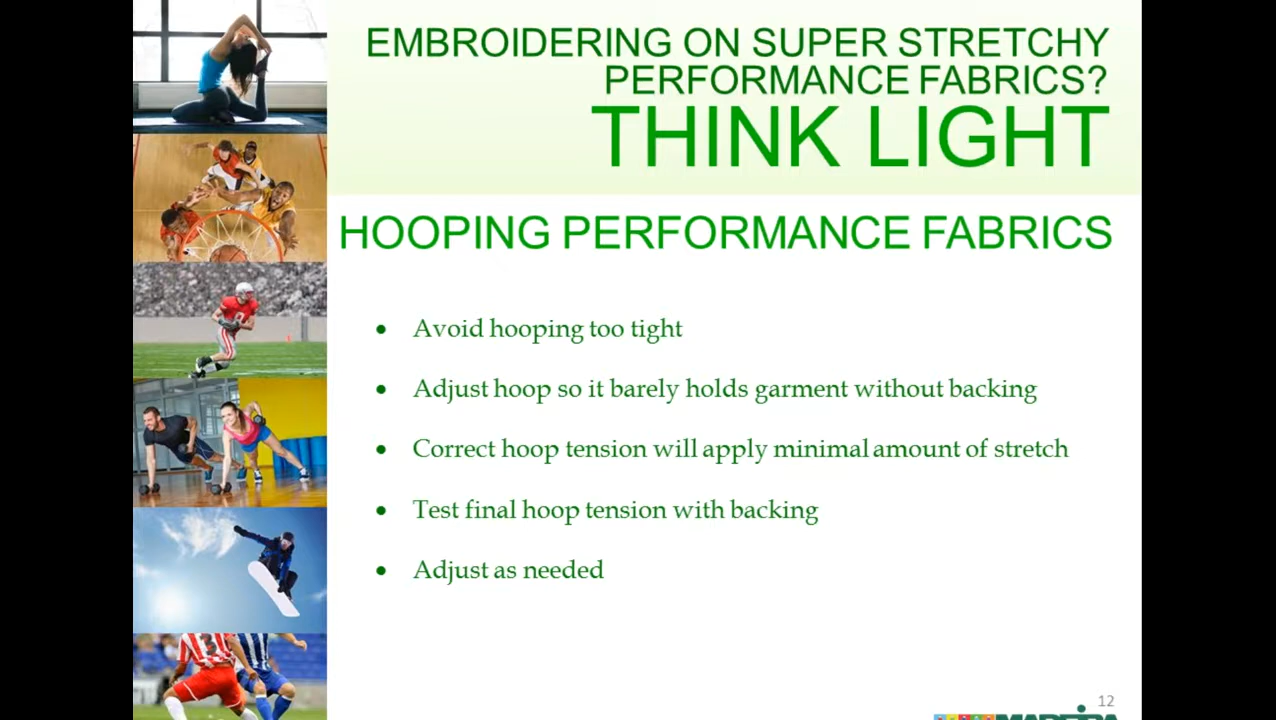 EMBROIDERING ON SUPER STRETCHY
PERFORMANCE FABRICS?
THINK LIGHT
HOOPING PERFORMANCE FABRICS
• Avoid hooping too tight
• Adjust hoop so it barely holds garment without backing
• Correct hoop tension will apply minimal amount of stretch
• Test final hoop tension with backing
• Adjust as needed
12
MADEIRA